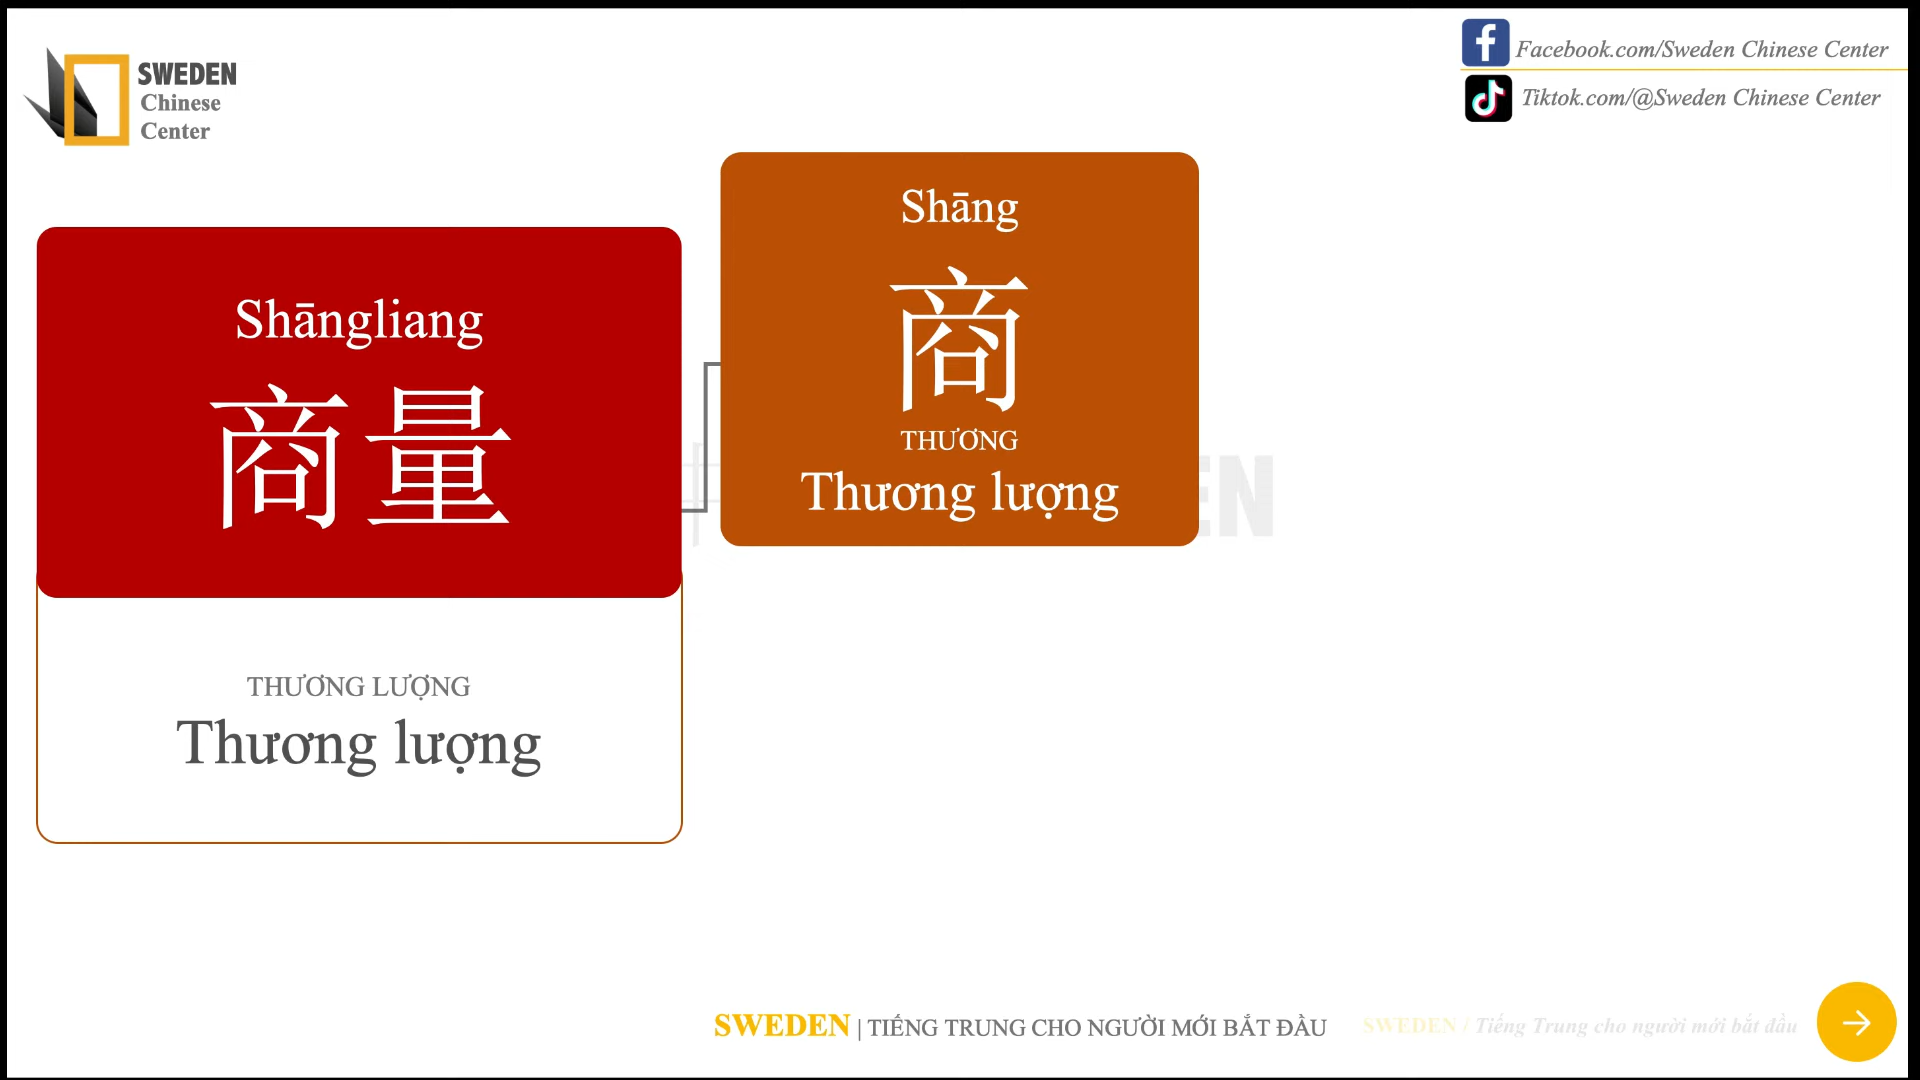 SWEDEN
Chinese
Center
Facebook.com/Sweden Chinese Center
Tiktok.com/@Sweden Chinese Center
Shāngliang
商量
THƯƠNG LƯỢNG
Thương lượng
Shāng
商
THƯƠNG
Thương lượng
EN
SWEDEN | TIẾNG TRUNG CHO NGƯỜI MỚI BẮT ĐẦU
SWEDEN / Tiếng Trung cho người mới bắt đầu